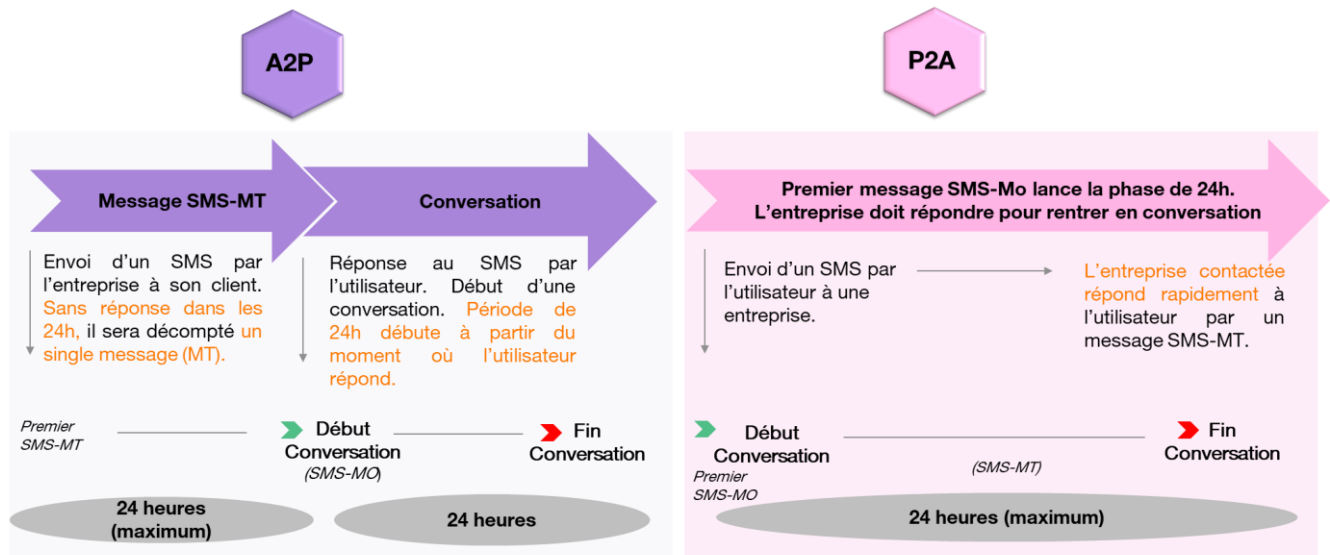 A2P
P2A
Message SMS-MT
Conversation
Premier message SMS-Mo lance la phase de 24h.
L'entreprise doit répondre pour rentrer en conversation
Envoi d'un SMS par
l'entreprise à son client.
Sans réponse dans les
24h, il sera décompté un
single message (MT).
Réponse au SMS par
l'utilisateur. Début d'une
conversation. Période de
24h débute à partir du
moment où l'utilisateur
répond.
Envoi d'un SMS par
l'utilisateur à une
entreprise.
L'entreprise contactée
répond rapidement à
l'utilisateur par un
message SMS-MT.
Premier
SMS-MT
Début
Conversation
(SMS-MO)
Fin
Conversation
Début
Conversation
Premier
SMS-MO
(SMS-MT)
Fin
Conversation
24 heures
(maximum)
24 heures
24 heures (maximum)